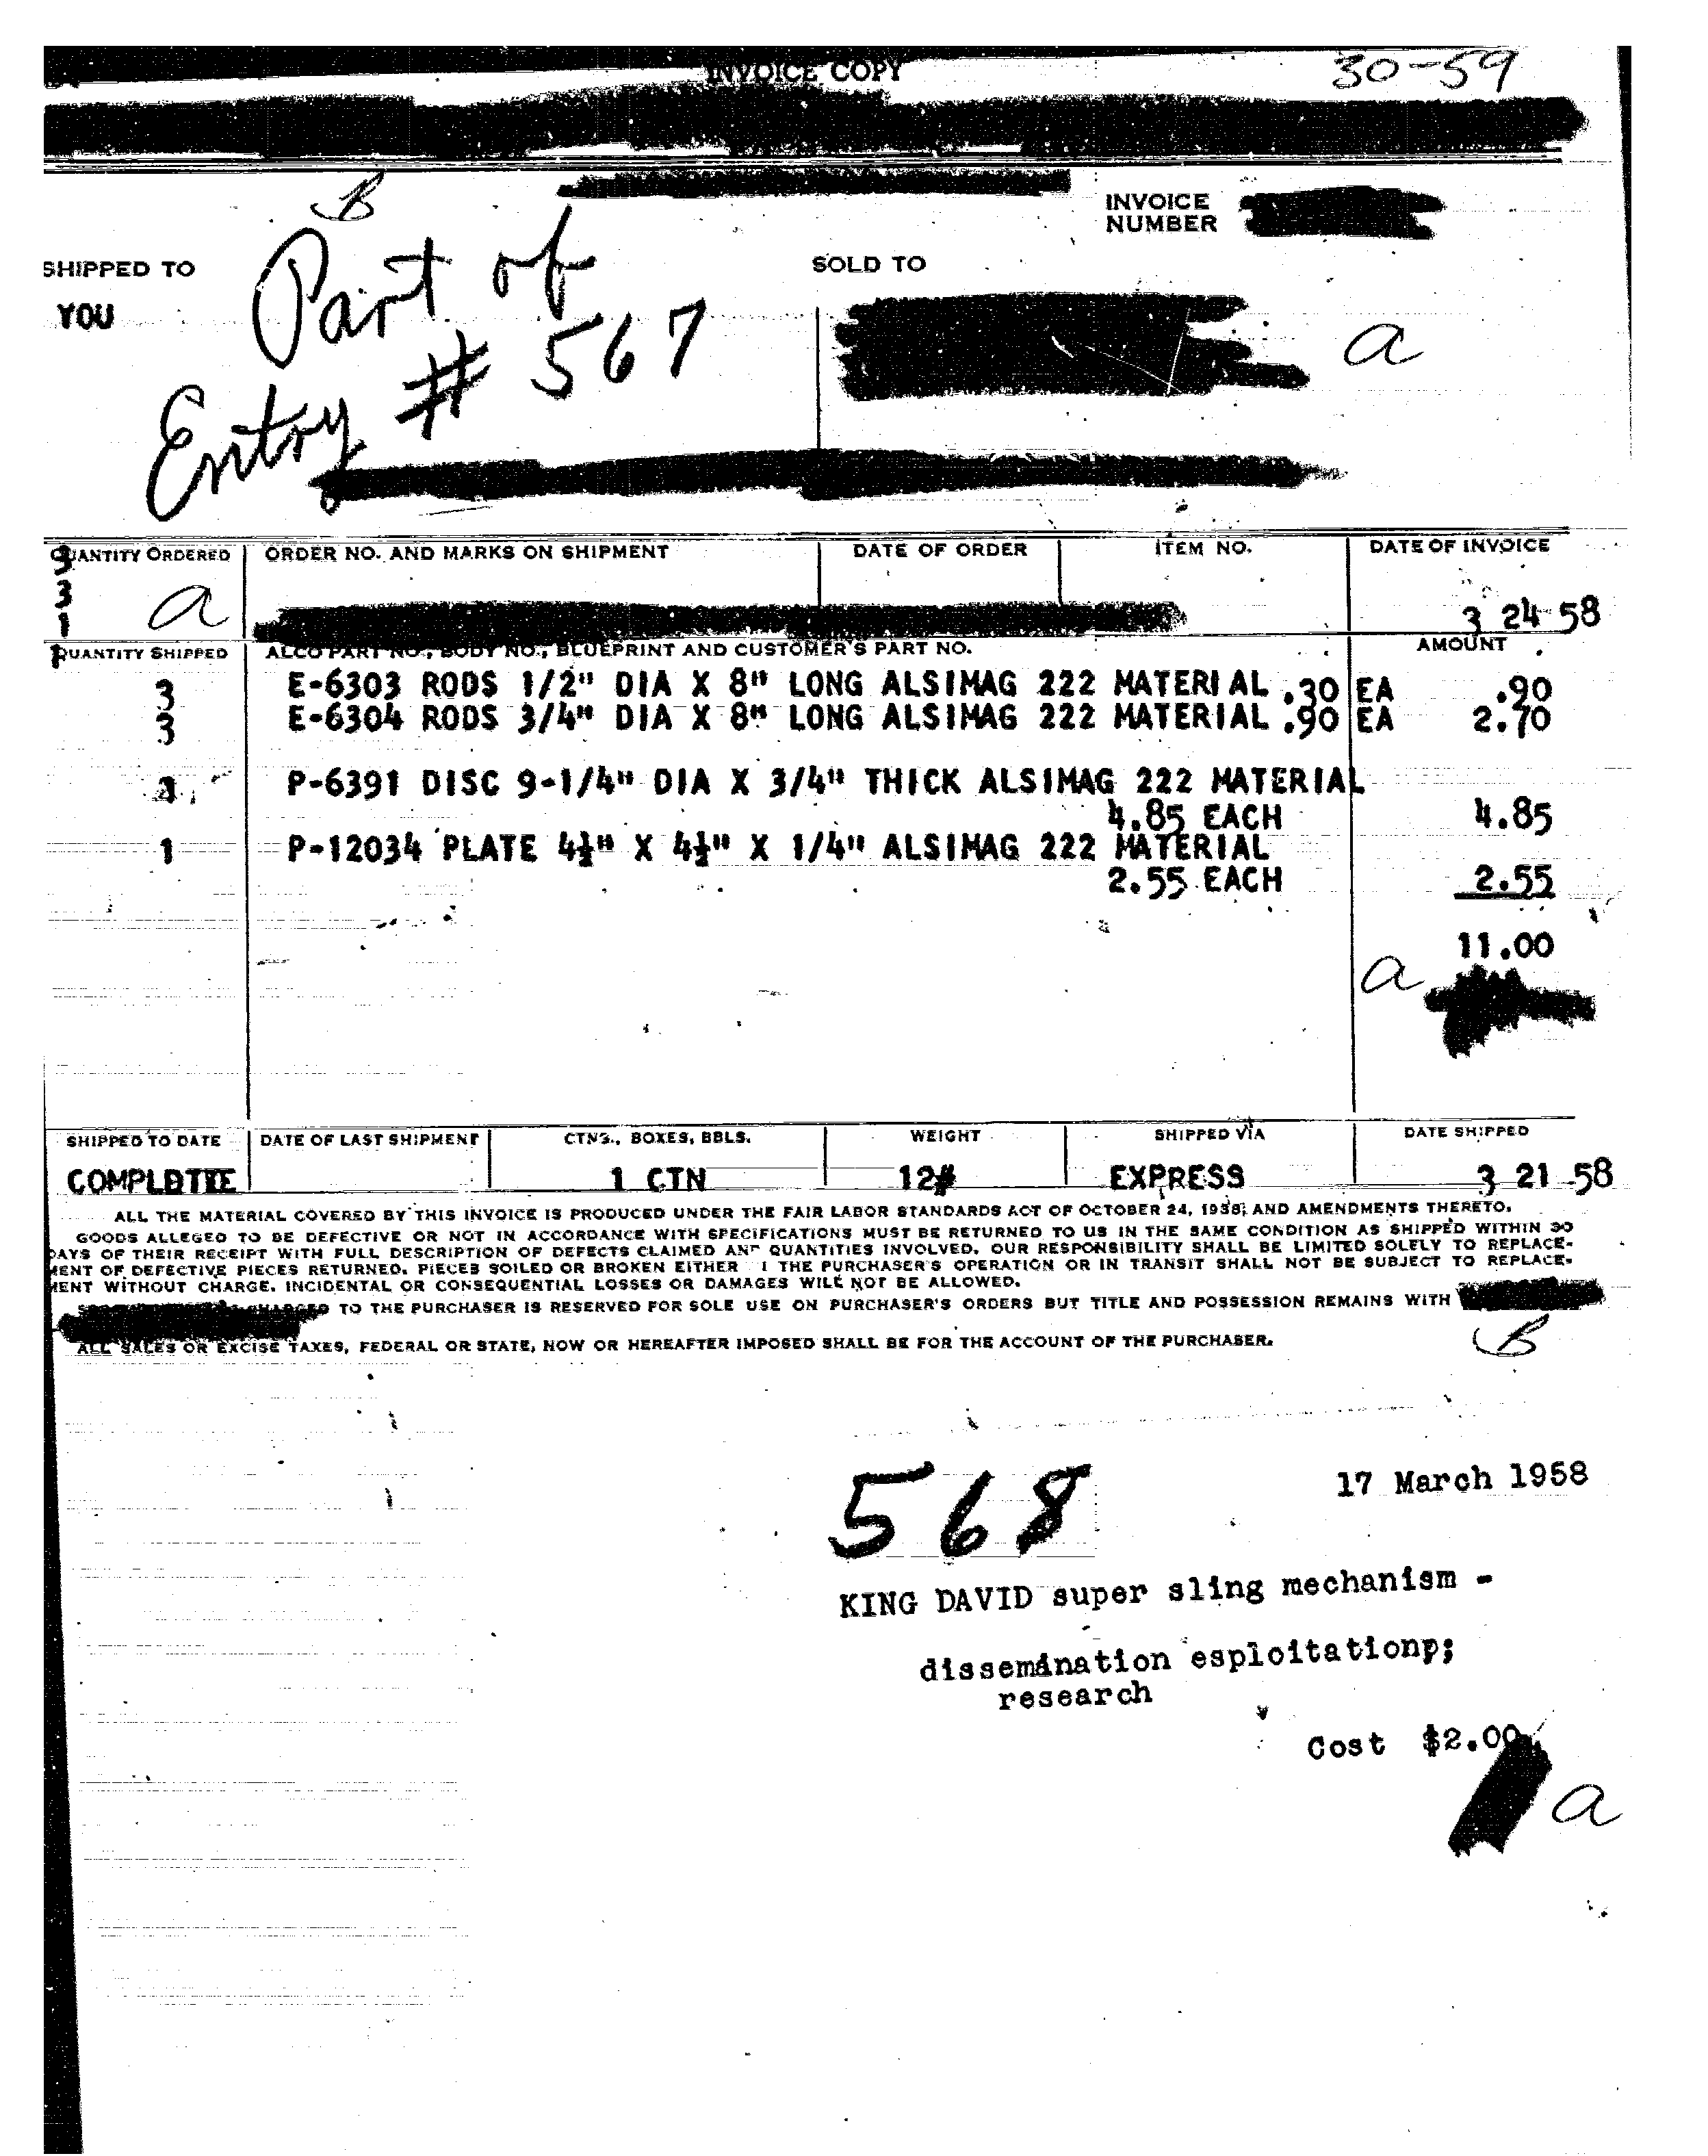 INVOICE COPY
30-59
B
INVOICE
NUMBER
SHIPPED TO
YOU
Part of
Entry # 567
SOLD TO
a
QUANTITY ORDERED
ORDER NO. AND MARKS ON SHIPMENT
DATE OF ORDER
ITEM NO.
DATE OF INVOICE
3
3
1
1
a
3 24 58
QUANTITY SHIPPED
ALCO PART NO., BODY NO., BLUEPRINT AND CUSTOMER'S PART NO.
AMOUNT
3 E-6303 RODS 1/2" DIA X 8" LONG ALSIMAG 222 MATERIAL .30 EA .90
3 E-6304 RODS 3/4" DIA X 8" LONG ALSIMAG 222 MATERIAL .90 EA 2.70
1 P-6391 DISC 9-1/4" DIA X 3/4" THICK ALSIMAG 222 MATERIAL
4.85 EACH 4.85
1 P-12034 PLATE 4½" X 4½" X 1/4" ALSIMAG 222 MATERIAL
2.55 EACH 2.55
11.00
a
SHIPPED TO DATE
DATE OF LAST SHIPMENT
CTNS., BOXES, BBLS.
WEIGHT
SHIPPED VIA
DATE SHIPPED
1 CTN
12#
EXPRESS
3 21 58
ALL THE MATERIAL COVERED BY THIS INVOICE IS PRODUCED UNDER THE FAIR LABOR STANDARDS ACT OF OCTOBER 24, 1938, AND AMENDMENTS THERETO.
GOODS ALLEGED TO BE DEFECTIVE OR NOT IN ACCORDANCE WITH SPECIFICATIONS MUST BE RETURNED TO US IN THE SAME CONDITION AS SHIPPED WITHIN 30
DAYS OF THEIR RECEIPT WITH FULL DESCRIPTION OF DEFECTS CLAIMED AND QUANTITIES INVOLVED. OUR RESPONSIBILITY SHALL BE LIMITED SOLELY TO REPLACE-
MENT OF DEFECTIVE PIECES RETURNED. PIECES SOILED OR BROKEN EITHER THE PURCHASER'S OPERATION OR IN TRANSIT SHALL NOT BE SUBJECT TO REPLACE-
MENT WITHOUT CHARGE. INCIDENTAL OR CONSEQUENTIAL LOSSES OR DAMAGES WILL NOT BE ALLOWED.
CHARGED TO THE PURCHASER IS RESERVED FOR SOLE USE ON PURCHASER'S ORDERS BUT TITLE AND POSSESSION REMAINS WITH
ALL SALES OR EXCISE TAXES, FEDERAL OR STATE, NOW OR HEREAFTER IMPOSED SHALL BE FOR THE ACCOUNT OF THE PURCHASER.
B
568
17 March 1958
KING DAVID super sling mechanism -
dissemination esploitationp;
research
Cost $2.00
a